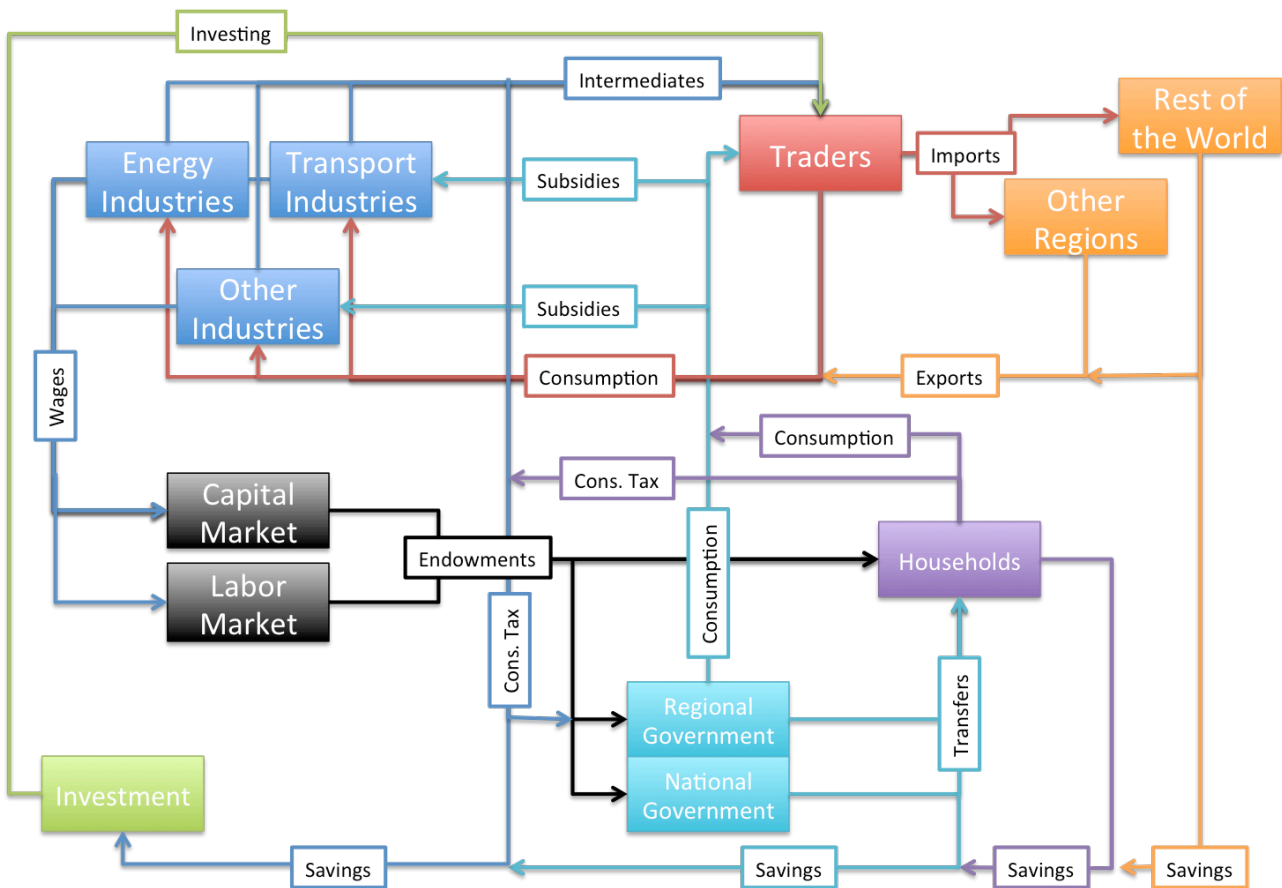 Investing
Intermediates
Rest of
the World
Energy
Industries
Transport
Industries
Traders
Imports
Subsidies
Other
Regions
Other
Industries
Subsidies
Wages
Consumption
Exports
Consumption
Cons. Tax
Capital
Market
Endowments
Consumption
Households
Labor
Market
Cons. Tax
Transfers
Regional
Government
National
Government
Investment
Savings
Savings
Savings
Savings